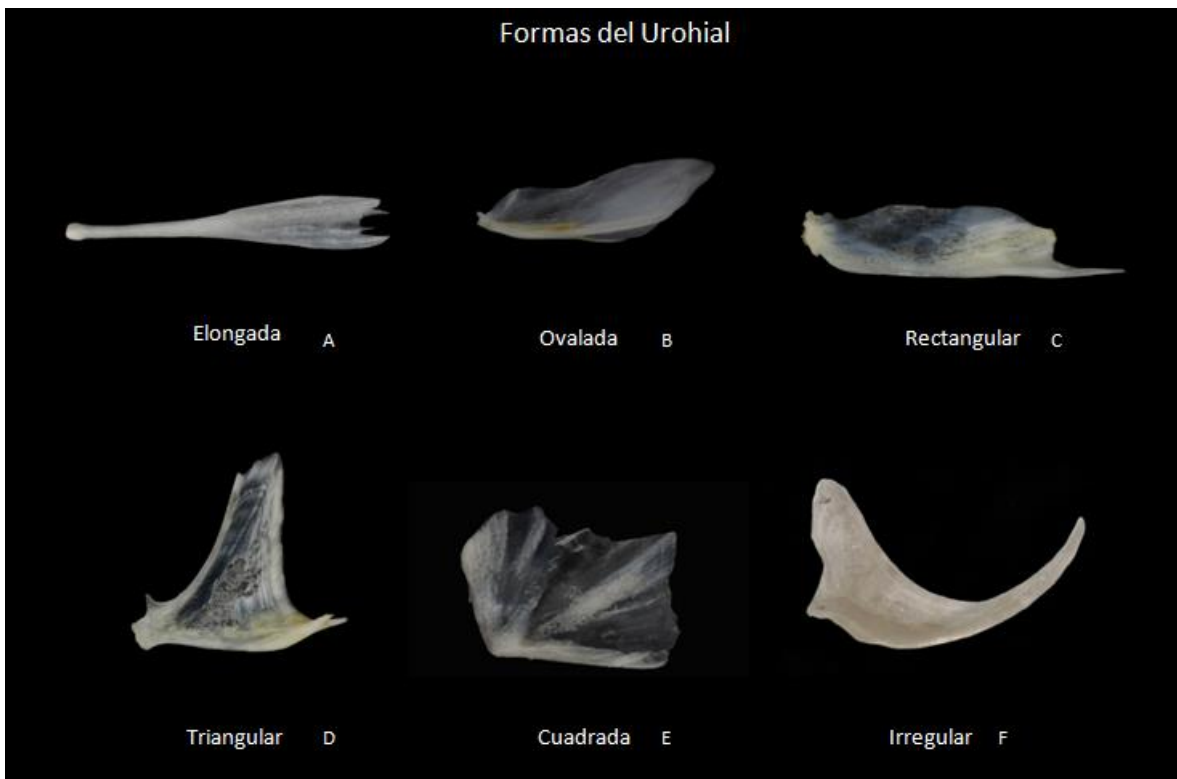 Formas del Urohial
Elongada A
Ovalada B
Rectangular C
Triangular D
Cuadrada E
Irregular F